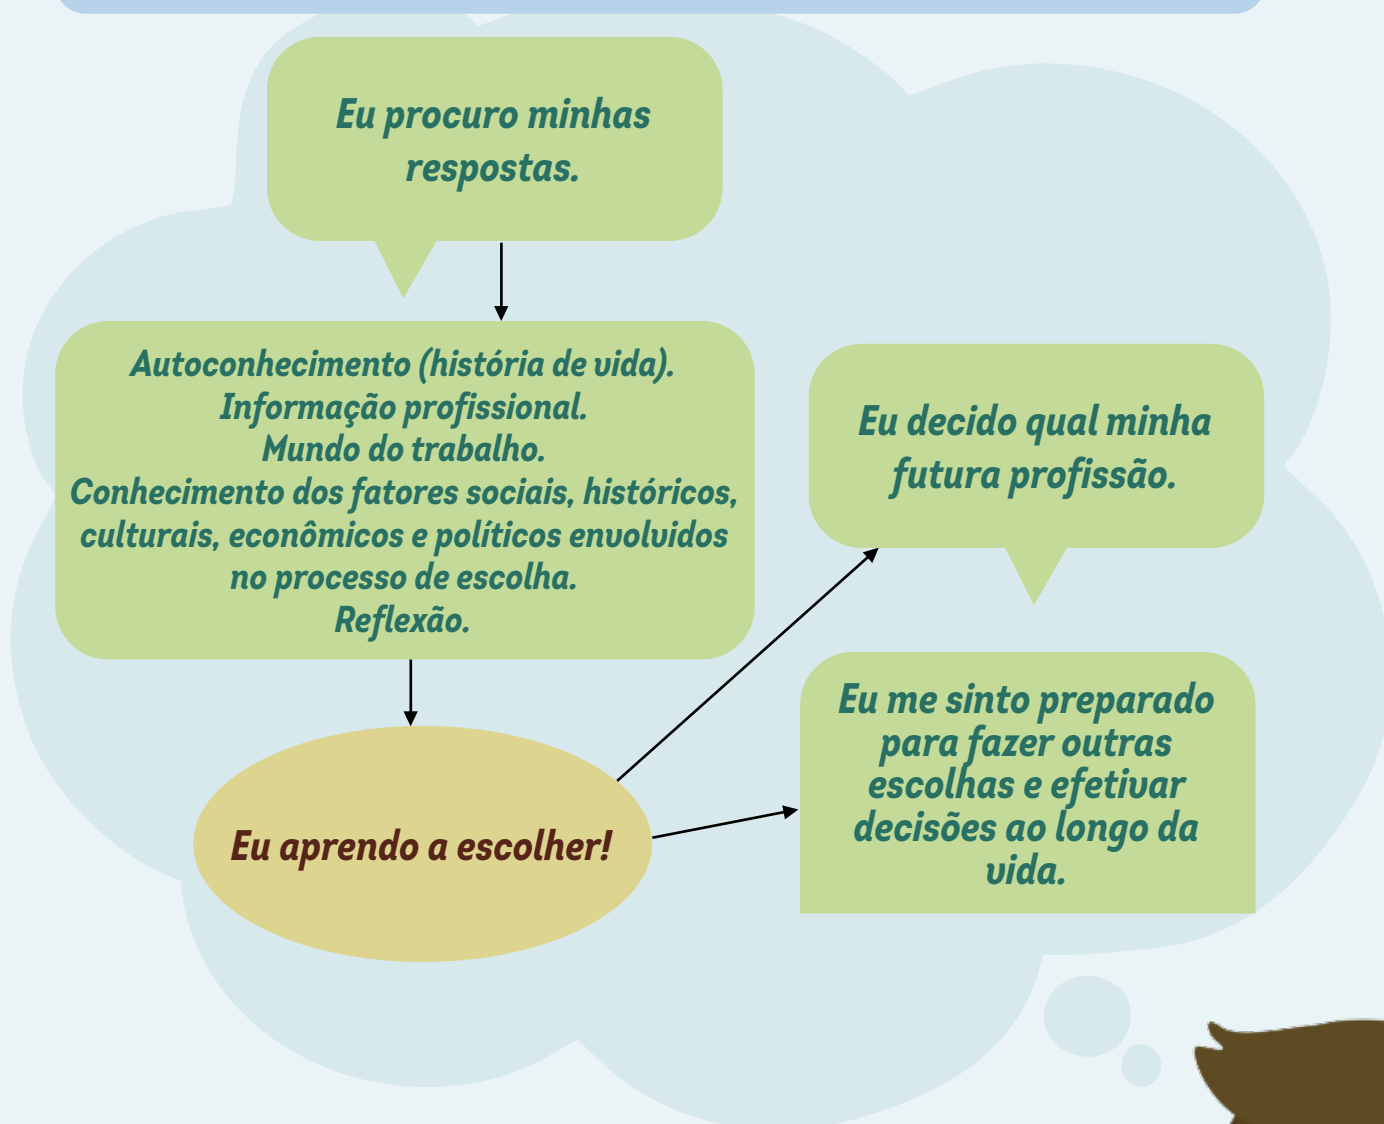 Eu procuro minhas
respostas.
Autoconhecimento (história de vida).
Informação profissional.
Mundo do trabalho.
Conhecimento dos fatores sociais, históricos,
culturais, econômicos e políticos envolvidos
no processo de escolha.
Reflexão.
Eu aprendo a escolher!
Eu decido qual minha
futura profissão.
Eu me sinto preparado
para fazer outras
escolhas e efetivar
decisões ao longo da
vida.